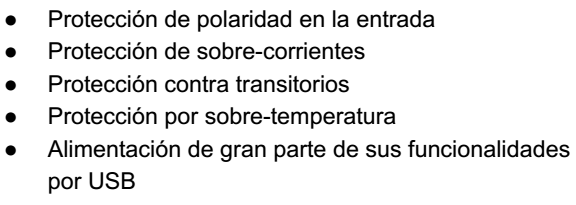 ● Protección de polaridad en la entrada
● Protección de sobre-corrientes
● Protección contra transitorios
● Protección por sobre-temperatura
● Alimentación de gran parte de sus funcionalidades
por USB